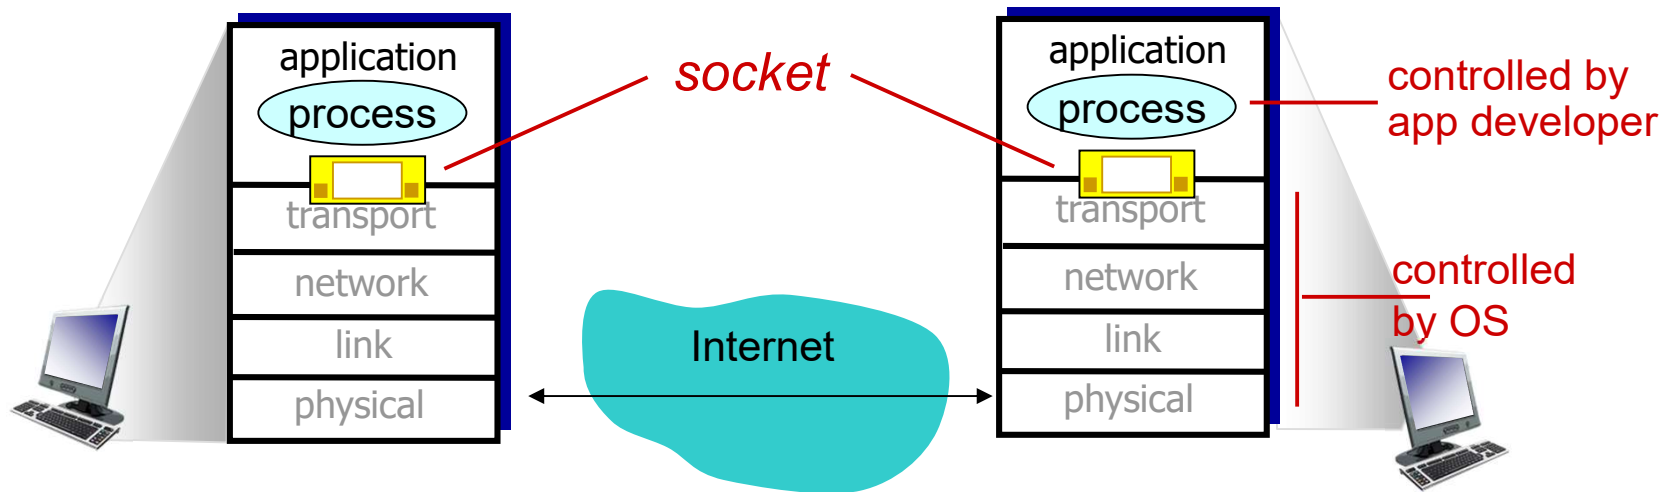 application
process
transport
network
link
physical
socket
Internet
application
process
transport
network
link
physical
controlled by
app developer
controlled
by OS